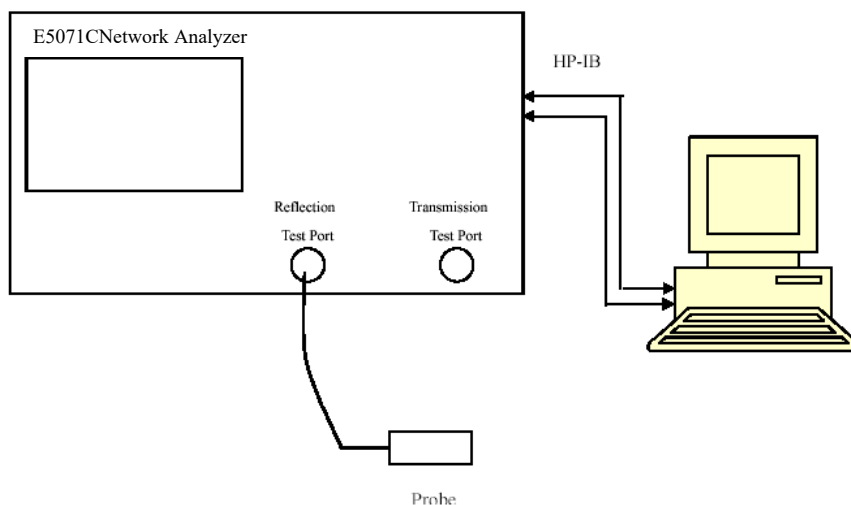 E5071CNetwork Analyzer
HP-IB
Reflection
Test Port
Transmission
Test Port
Probe